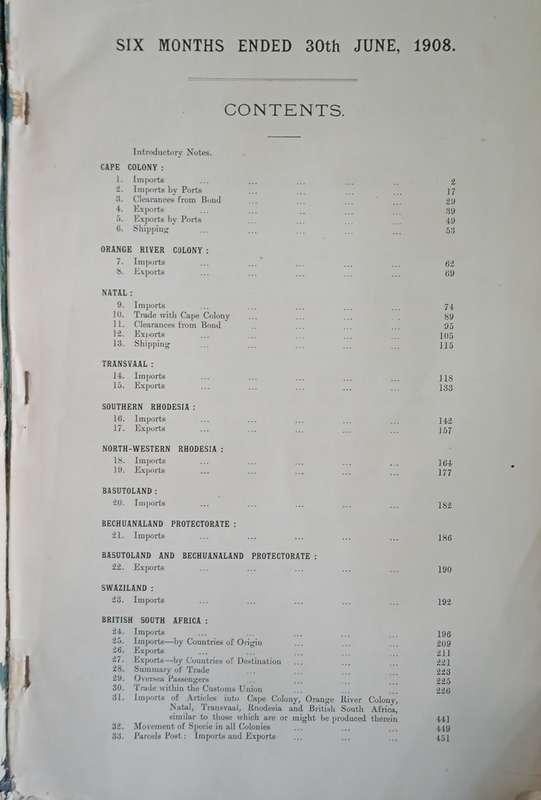 SIX MONTHS ENDED 30th JUNE, 1908.
CONTENTS.
Introductory Notes.
CAPE COLONY :
1. Imports ... ... ... ... ... 2
2. Imports by Ports ... ... ... ... 17
3. Clearances from Bond ... ... ... ... 29
4. Exports ... ... ... ... ... 39
5. Exports by Ports ... ... ... ... 49
6. Shipping ... ... ... ... ... 53
ORANGE RIVER COLONY :
7. Imports ... ... ... ... ... 62
8. Exports ... ... ... ... ... 69
NATAL :
9. Imports ... ... ... ... ... 74
10. Trade with Cape Colony ... ... ... ... 89
11. Clearances from Bond ... ... ... ... 95
12. Exports ... ... ... ... ... 105
13. Shipping ... ... ... ... ... 115
TRANSVAAL :
14. Imports ... ... ... ... ... 118
15. Exports ... ... ... ... ... 133
SOUTHERN RHODESIA :
16. Imports ... ... ... ... ... 142
17. Exports ... ... ... ... ... 157
NORTH-WESTERN RHODESIA :
18. Imports ... ... ... ... ... 164
19. Exports ... ... ... ... ... 177
BASUTOLAND :
20. Imports ... ... ... ... ... 182
BECHUANALAND PROTECTORATE :
21. Imports ... ... ... ... ... 186
BASUTOLAND AND BECHUANALAND PROTECTORATE :
22. Exports ... ... ... ... ... 190
SWAZILAND :
23. Imports ... ... ... ... ... 192
BRITISH SOUTH AFRICA :
24. Imports ... ... ... ... ... 196
25. Imports—by Countries of Origin ... ... ... 209
26. Exports ... ... ... ... ... 211
27. Exports—by Countries of Destination ... ... ... 221
28. Summary of Trade ... ... ... ... 223
29. Oversea Passengers ... ... ... ... 225
30. Trade within the Customs Union ... ... ... 226
31. Imports of Articles into Cape Colony, Orange River Colony,
Natal, Transvaal, Rhodesia and British South Africa,
similar to those which are or might be produced therein 441
32. Movement of Specie in all Colonies ... ... ... 449
33. Parcels Post : Imports and Exports ... ... ... 451